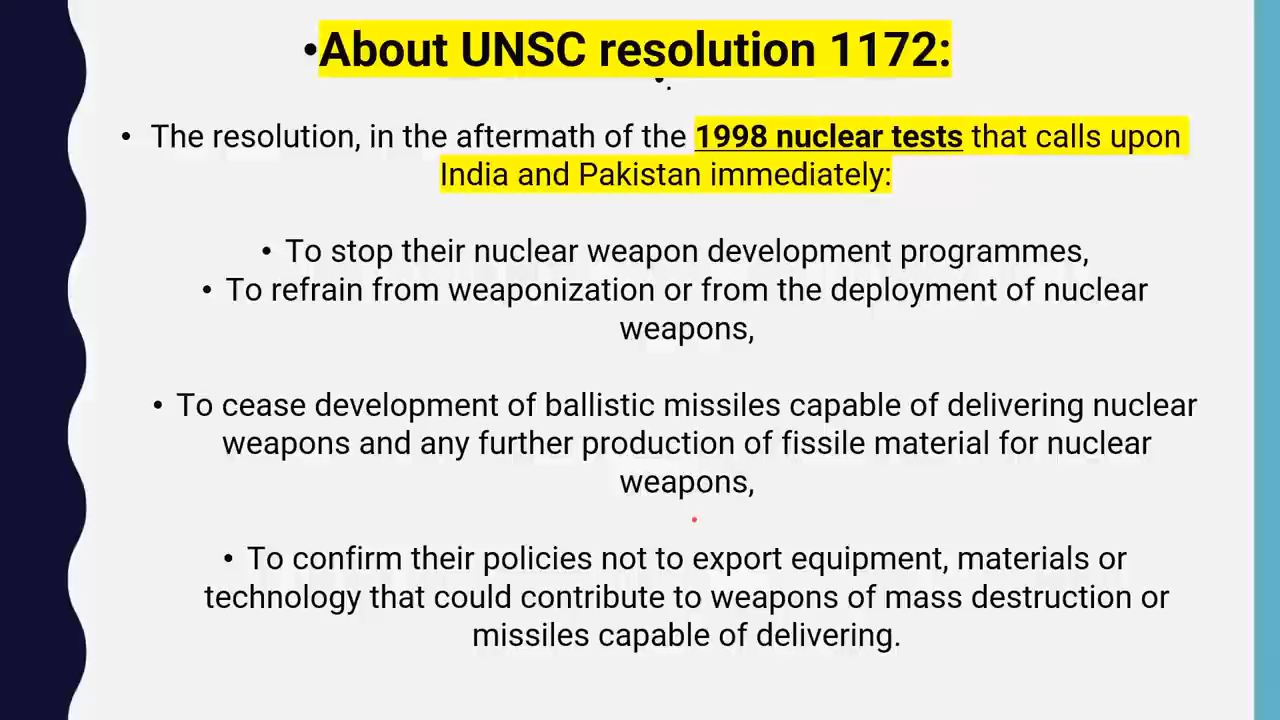 •About UNSC resolution 1172:
•.
• The resolution, in the aftermath of the 1998 nuclear tests that calls upon
India and Pakistan immediately:
• To stop their nuclear weapon development programmes,
• To refrain from weaponization or from the deployment of nuclear
weapons,
• To cease development of ballistic missiles capable of delivering nuclear
weapons and any further production of fissile material for nuclear
weapons,
• To confirm their policies not to export equipment, materials or
technology that could contribute to weapons of mass destruction or
missiles capable of delivering.